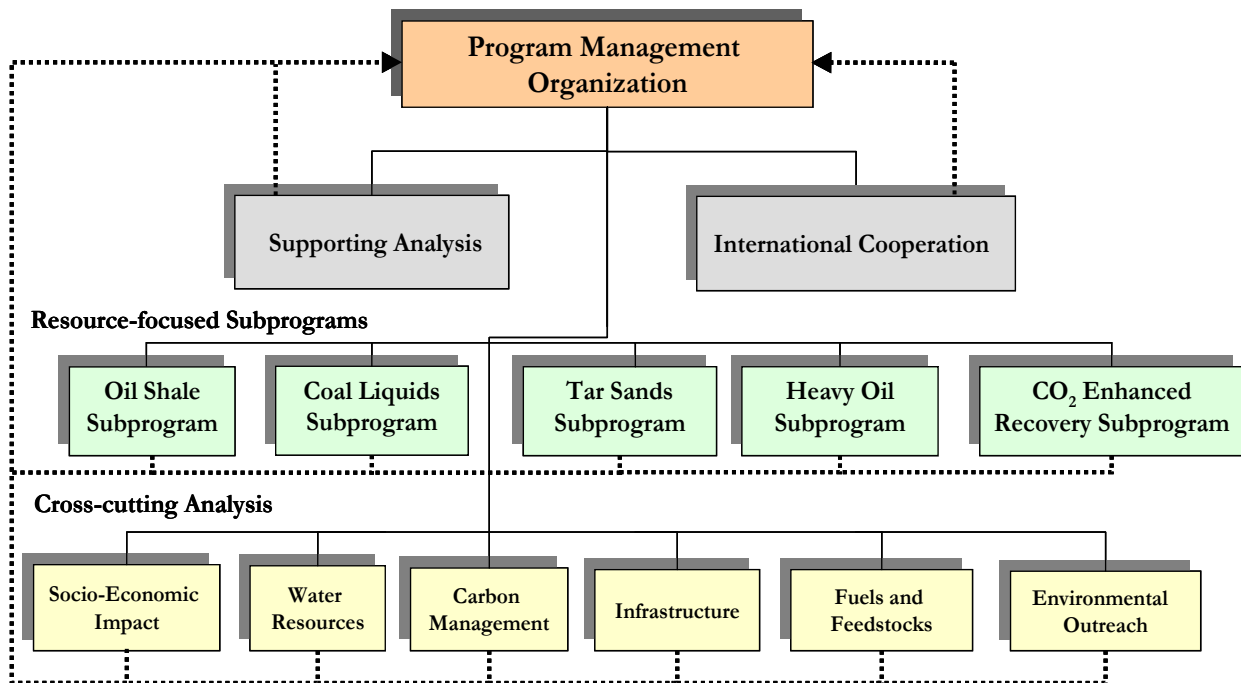 Program Management
Organization
Supporting Analysis
International Cooperation
Resource-focused Subprograms
Oil Shale
Subprogram
Coal Liquids
Subprogram
Tar Sands
Subprogram
Heavy Oil
Subprogram
CO₂ Enhanced
Recovery Subprogram
Cross-cutting Analysis
Socio-Economic
Impact
Water
Resources
Carbon
Management
Infrastructure
Fuels and
Feedstocks
Environmental
Outreach